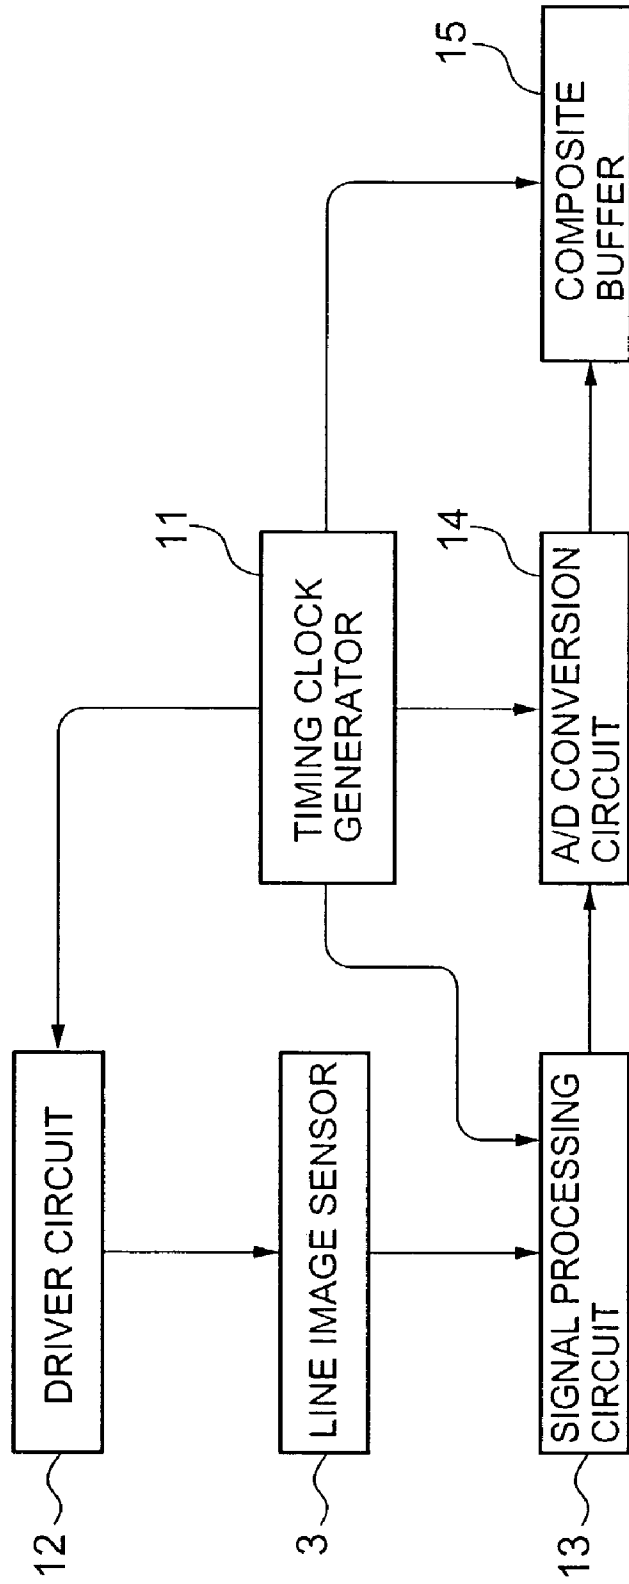 12
DRIVER CIRCUIT
3
LINE IMAGE SENSOR
11
TIMING CLOCK
GENERATOR
13
SIGNAL PROCESSING
CIRCUIT
14
A/D CONVERSION
CIRCUIT
15
COMPOSITE
BUFFER